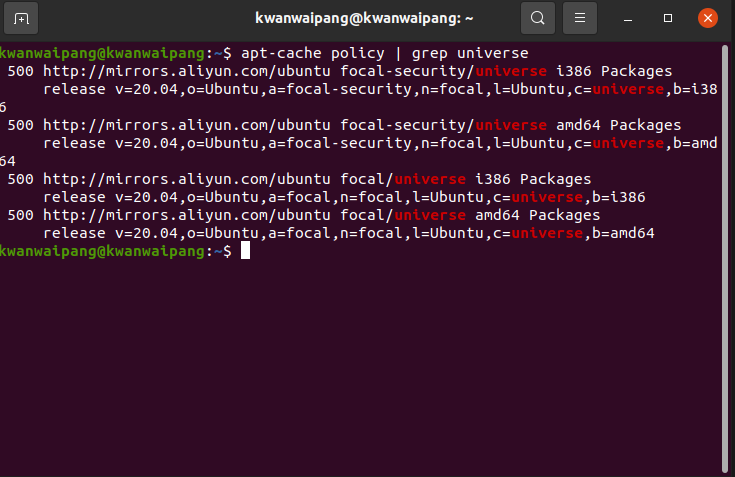 kwanwaipang@kwanwaipang: ~
kwanwaipang@kwanwaipang:~$ apt-cache policy | grep universe
500 http://mirrors.aliyun.com/ubuntu focal-security/universe i386 Packages
release v=20.04,o=Ubuntu,a=focal-security,n=focal,l=Ubuntu,c=universe,b=i38
6
500 http://mirrors.aliyun.com/ubuntu focal-security/universe amd64 Packages
release v=20.04,o=Ubuntu,a=focal-security,n=focal,l=Ubuntu,c=universe,b=amd
64
500 http://mirrors.aliyun.com/ubuntu focal/universe i386 Packages
release v=20.04,o=Ubuntu,a=focal,n=focal,l=Ubuntu,c=universe,b=i386
500 http://mirrors.aliyun.com/ubuntu focal/universe amd64 Packages
release v=20.04,o=Ubuntu,a=focal,n=focal,l=Ubuntu,c=universe,b=amd64
kwanwaipang@kwanwaipang:~$